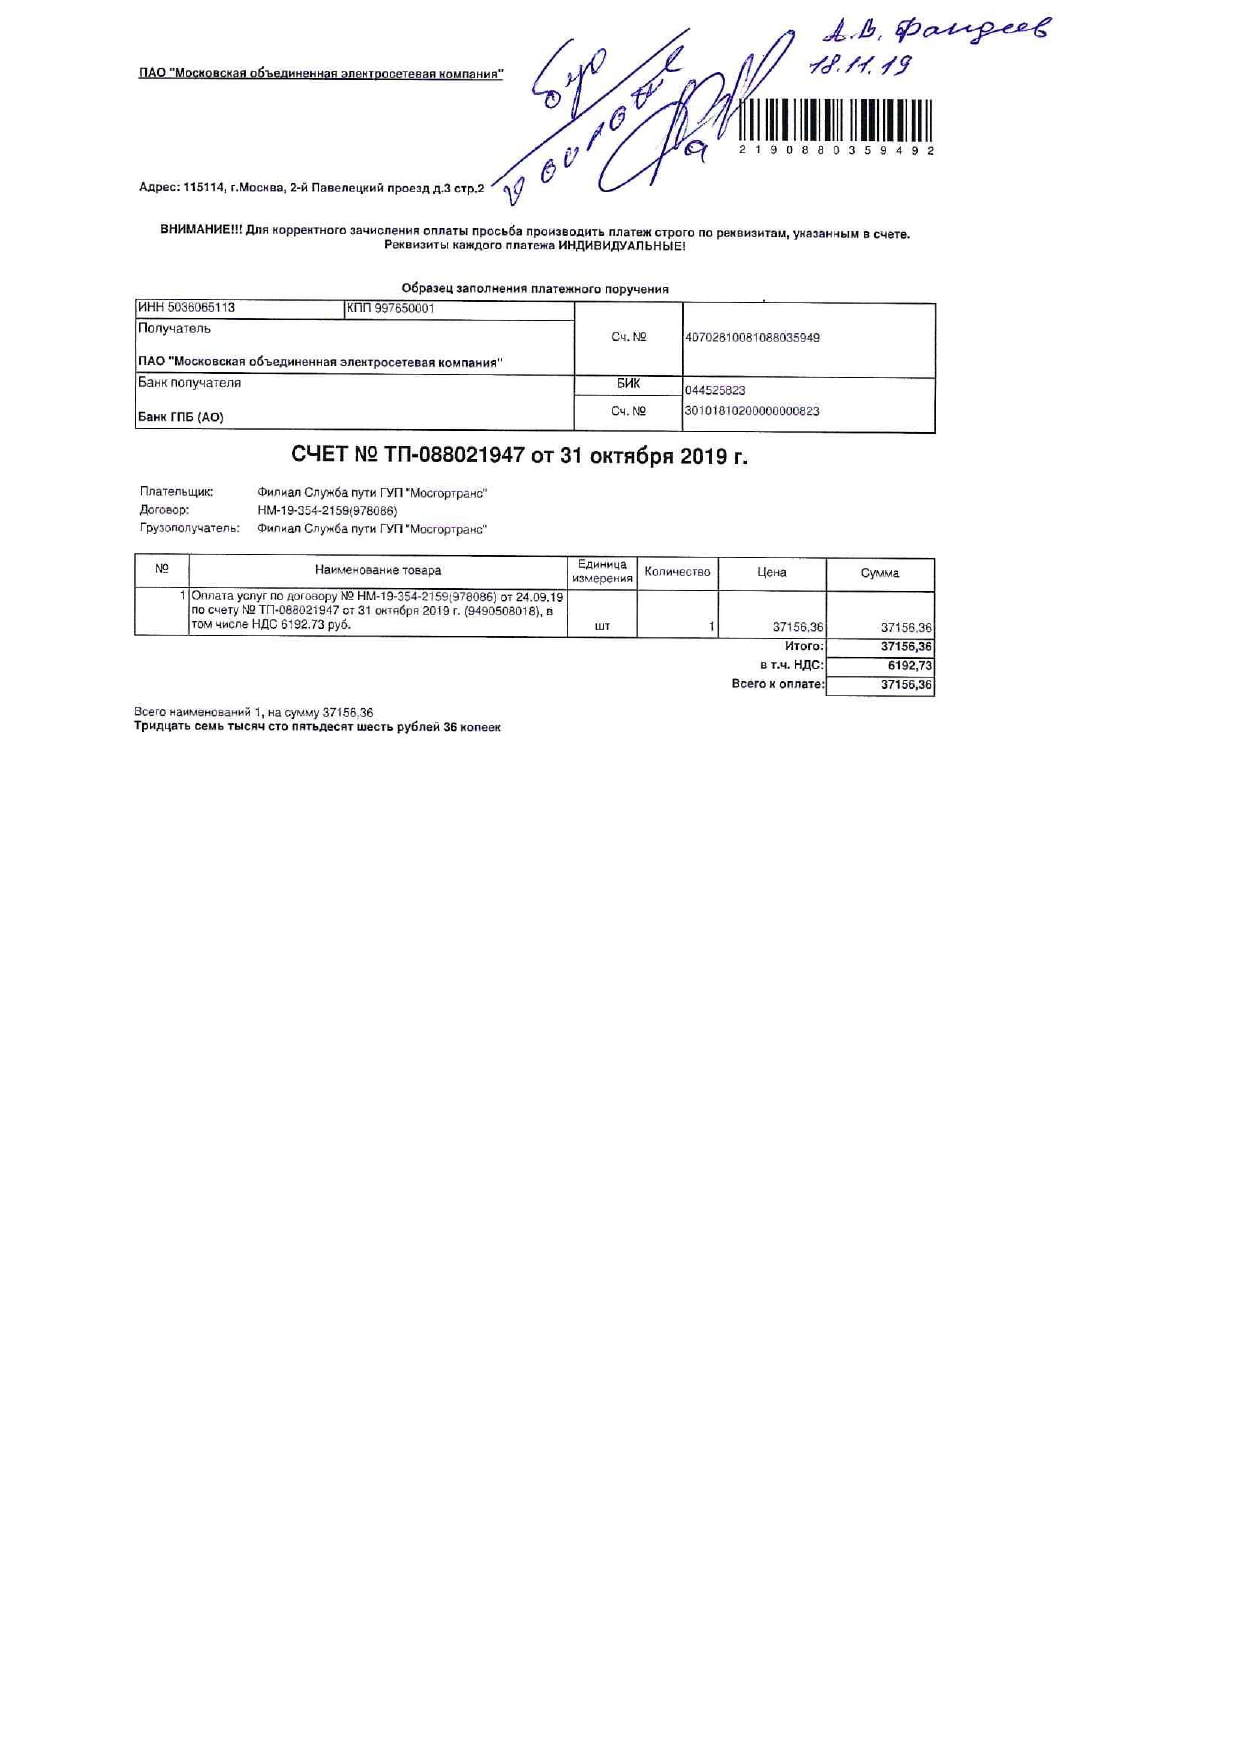 А.В. Фандеев
18.11.19
ПАО "Московская объединенная электросетевая компания"
бух
к оплате
2190880359492
Адрес: 115114, г.Москва, 2-й Павелецкий проезд д.3 стр.2
ВНИМАНИЕ!!! Для корректного зачисления оплаты просьба производить платеж строго по реквизитам, указанным в счете.
Реквизиты каждого платежа ИНДИВИДУАЛЬНЫЕ!
Образец заполнения платежного поручения
ИНН 5036065113 КПП 997650001
Получатель
Сч. № 40702810081088035949
ПАО "Московская объединенная электросетевая компания"
Банк получателя БИК 044525823
Банк ГПБ (АО) Сч. № 30101810200000000823
СЧЕТ № ТП-088021947 от 31 октября 2019 г.
Плательщик: Филиал Служба пути ГУП "Мосгортранс"
Договор: НМ-19-354-2159(978086)
Грузополучатель: Филиал Служба пути ГУП "Мосгортранс"
№ Наименование товара Единица измерения Количество Цена Сумма
1 Оплата услуг по договору № НМ-19-354-2159(978086) от 24.09.19
по счету № ТП-088021947 от 31 октября 2019 г. (9490508018), в
том числе НДС 6192.73 руб. шт 1 37156,36 37156,36
Итого: 37156,36
в т.ч. НДС: 6192,73
Всего к оплате: 37156,36
Всего наименований 1, на сумму 37156,36
Тридцать семь тысяч сто пятьдесят шесть рублей 36 копеек